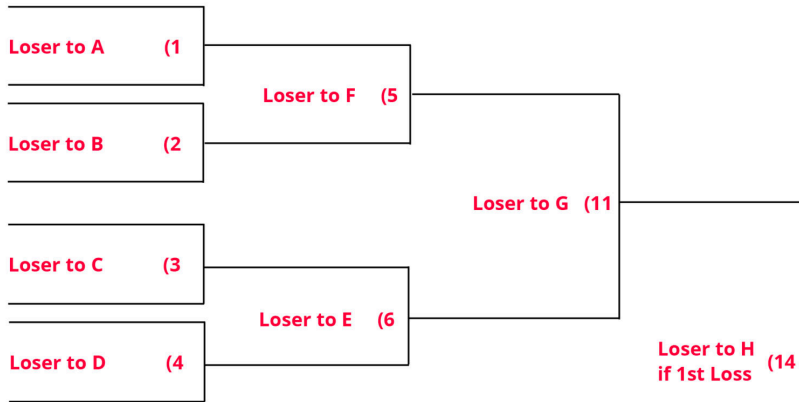 Loser to A (1
Loser to F (5
Loser to B (2
Loser to G (11
Loser to C (3
Loser to E (6
Loser to D (4
Loser to H
if 1st Loss (14